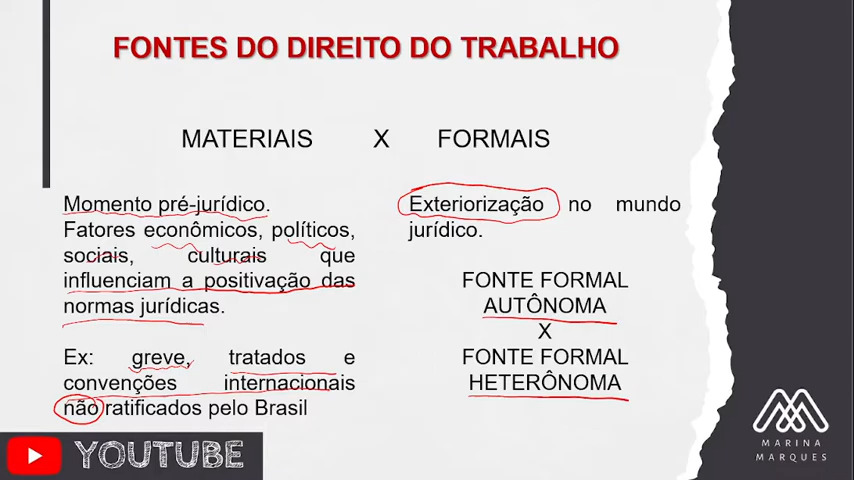 FONTES DO DIREITO DO TRABALHO
MATERIAIS X FORMAIS
Momento pré-jurídico.
Fatores econômicos, políticos,
sociais, culturais que
influenciam a positivação das
normas jurídicas.
Ex: greve, tratados e
convenções internacionais
não ratificados pelo Brasil
Exteriorização no mundo
jurídico.
FONTE FORMAL
AUTÔNOMA
X
FONTE FORMAL
HETERÔNOMA
YOUTUBE
MARINA
MARQUES